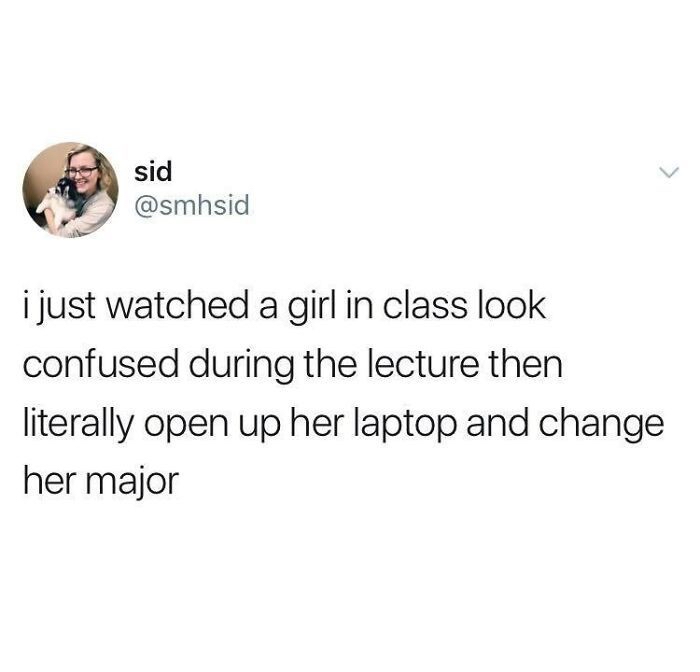 sid
@smhsid
i just watched a girl in class look
confused during the lecture then
literally open up her laptop and change
her major